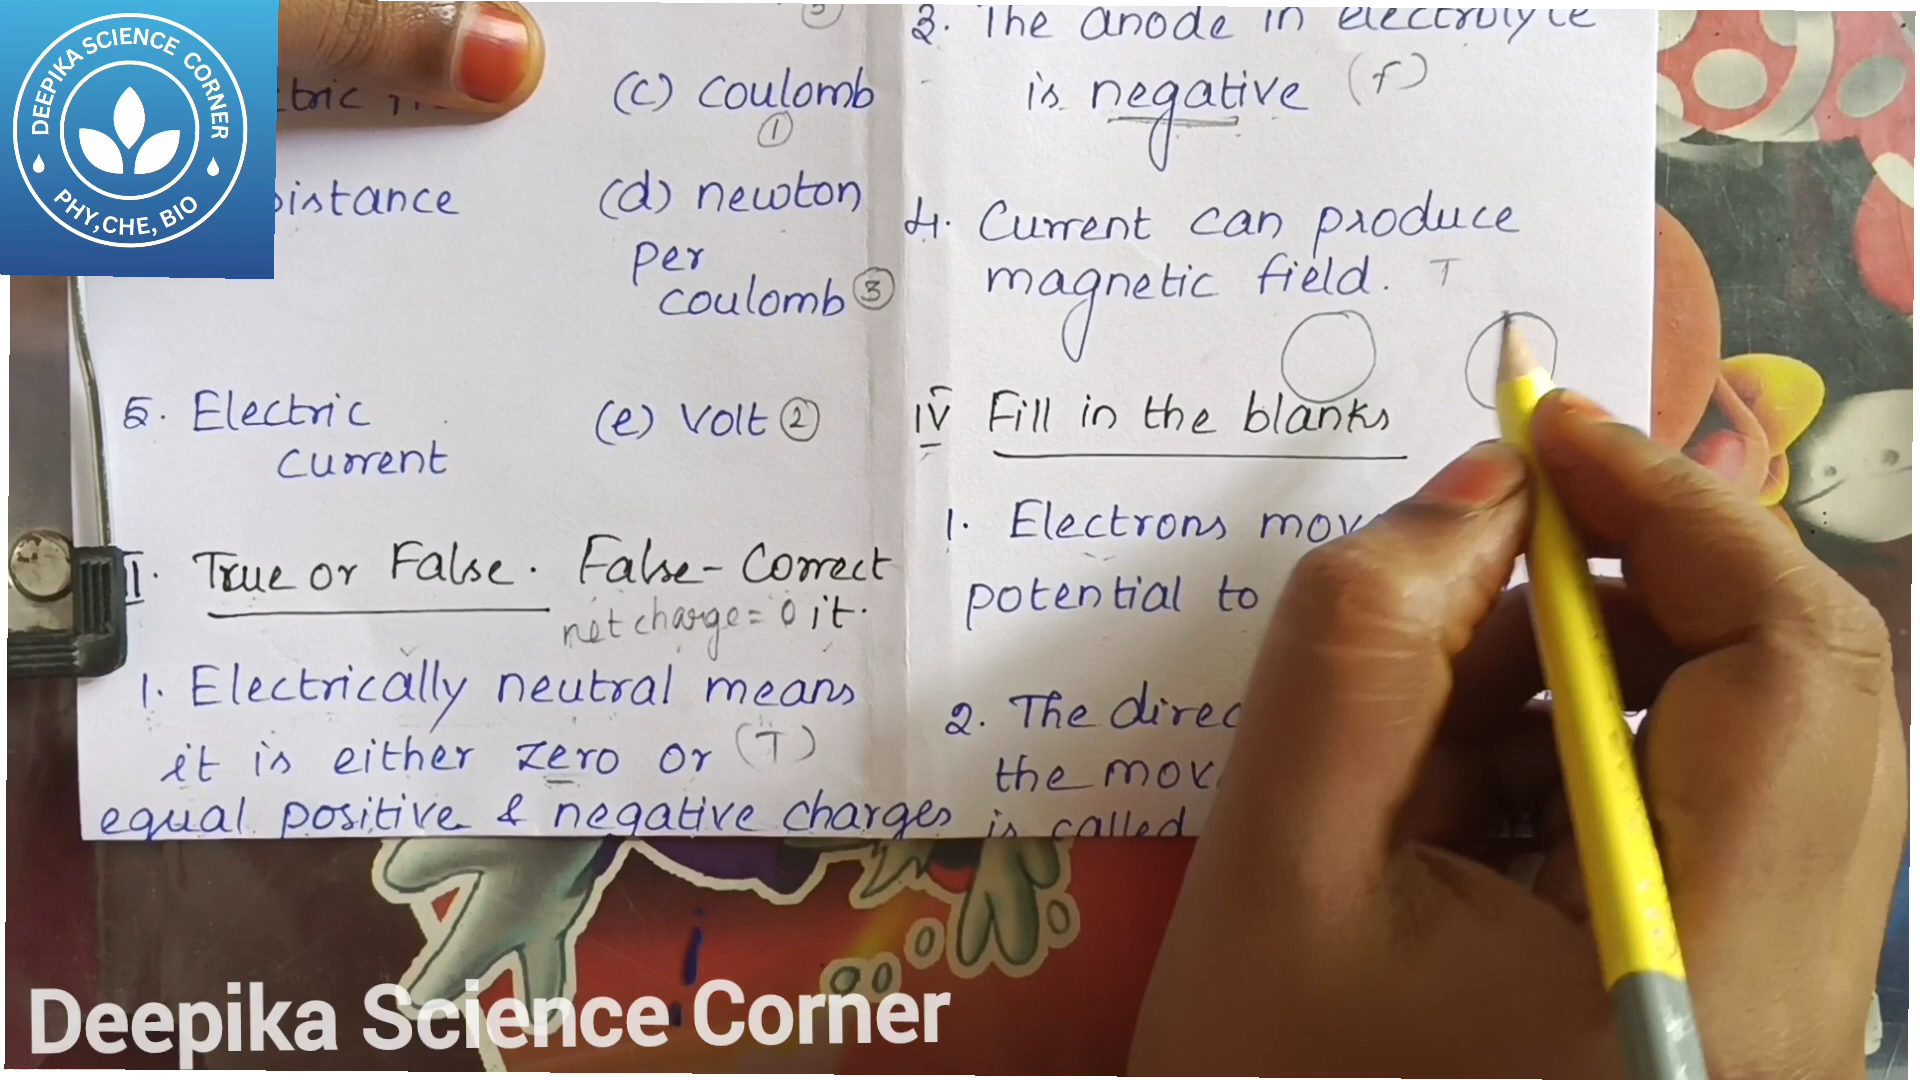 DEEPIKA SCIENCE CORNER
PHY,CHE, BIO
(c) coulomb
1
istance
(d) newton
per
coulomb 3
5. Electric
current
(e) volt 2
II. True or False. False - Correct
net charge = 0 it.
1. Electrically neutral means
it is either zero or (T)
equal positive & negative charges
3. The anode in electrolyte
is negative (f)
4. Current can produce
magnetic field. T
IV Fill in the blanks
1. Electrons mov
potential to
2. The direc
the mov
is called
Deepika Science Corner